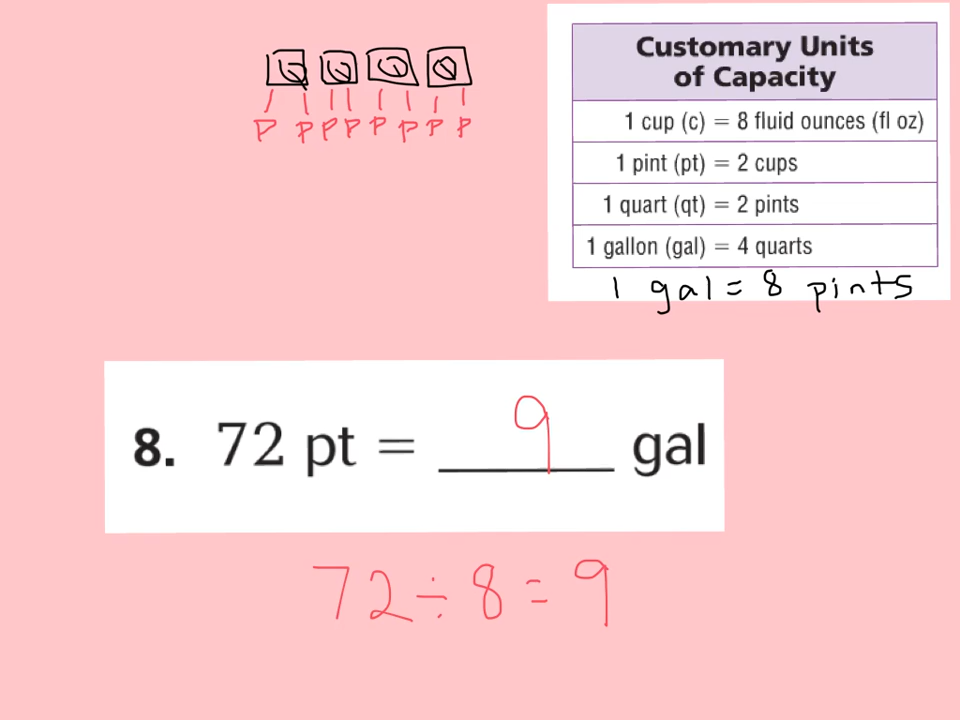 Q Q Q Q
P P P P P P P P
Customary Units
of Capacity
1 cup (c) = 8 fluid ounces (fl oz)
1 pint (pt) = 2 cups
1 quart (qt) = 2 pints
1 gallon (gal) = 4 quarts
1 gal = 8 pints
8. 72 pt = 9 gal
72 ÷ 8 = 9